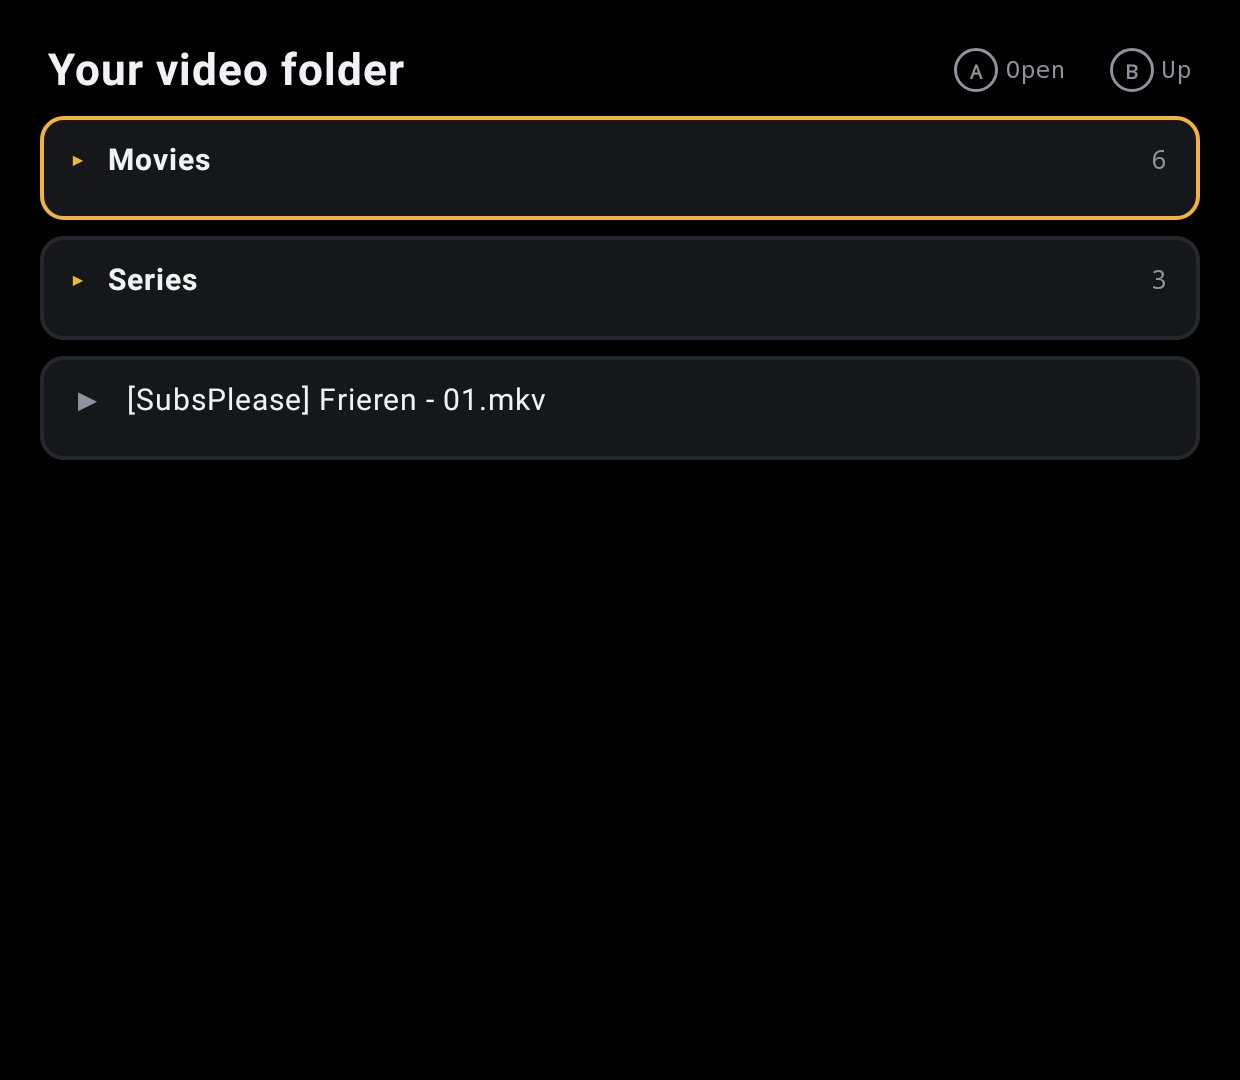 Your video folder
A Open B Up
▸ Movies 6
▸ Series 3
▶ [SubsPlease] Frieren - 01.mkv